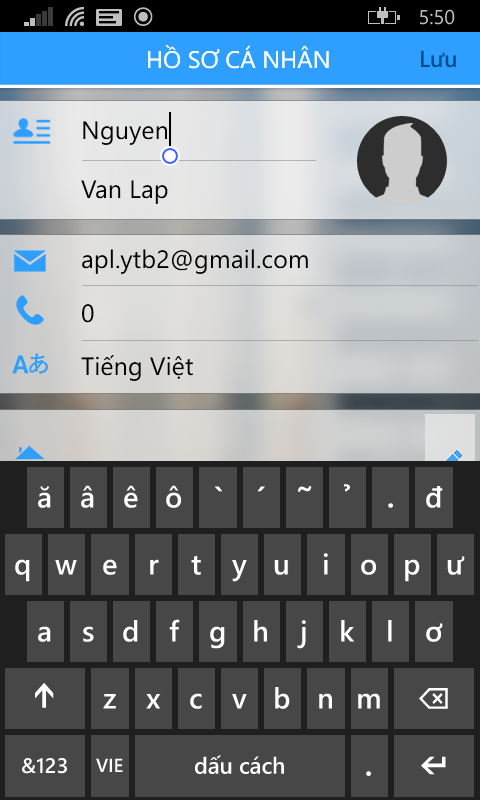 5:50
HỒ SƠ CÁ NHÂN Lưu
Nguyen
Van Lap
apl.ytb2@gmail.com
0
Aあ Tiếng Việt
ă â ê ô ` ´ ~ ̉ . đ
q w e r t y u i o p ư
a s d f g h j k l ơ
z x c v b n m
&123 VIE dấu cách .